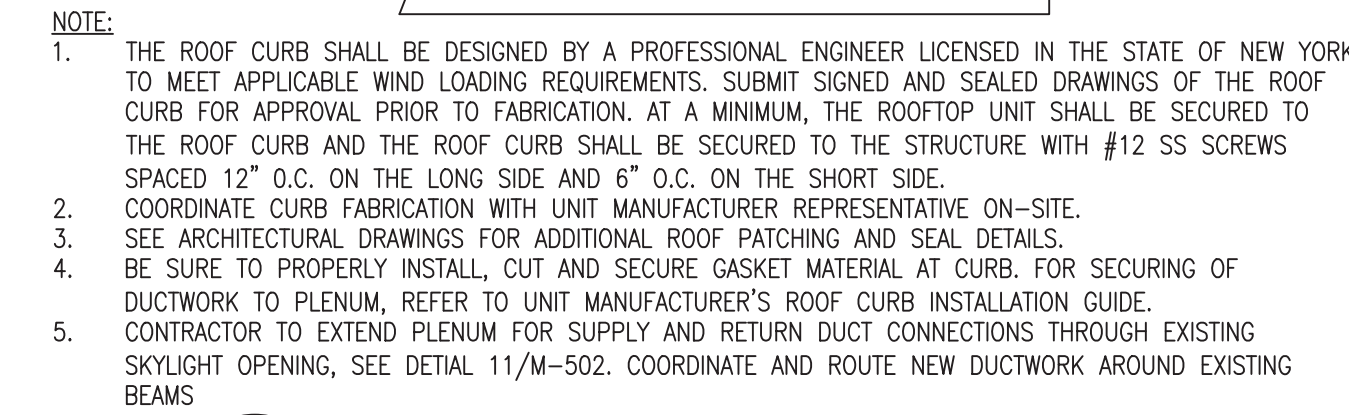 NOTE:
1. THE ROOF CURB SHALL BE DESIGNED BY A PROFESSIONAL ENGINEER LICENSED IN THE STATE OF NEW YORK
TO MEET APPLICABLE WIND LOADING REQUIREMENTS. SUBMIT SIGNED AND SEALED DRAWINGS OF THE ROOF
CURB FOR APPROVAL PRIOR TO FABRICATION. AT A MINIMUM, THE ROOFTOP UNIT SHALL BE SECURED TO
THE ROOF CURB AND THE ROOF CURB SHALL BE SECURED TO THE STRUCTURE WITH #12 SS SCREWS
SPACED 12” O.C. ON THE LONG SIDE AND 6” O.C. ON THE SHORT SIDE.
2. COORDINATE CURB FABRICATION WITH UNIT MANUFACTURER REPRESENTATIVE ON-SITE.
3. SEE ARCHITECTURAL DRAWINGS FOR ADDITIONAL ROOF PATCHING AND SEAL DETAILS.
4. BE SURE TO PROPERLY INSTALL, CUT AND SECURE GASKET MATERIAL AT CURB. FOR SECURING OF
DUCTWORK TO PLENUM, REFER TO UNIT MANUFACTURER’S ROOF CURB INSTALLATION GUIDE.
5. CONTRACTOR TO EXTEND PLENUM FOR SUPPLY AND RETURN DUCT CONNECTIONS THROUGH EXISTING
SKYLIGHT OPENING, SEE DETIAL 11/M-502. COORDINATE AND ROUTE NEW DUCTWORK AROUND EXISTING
BEAMS